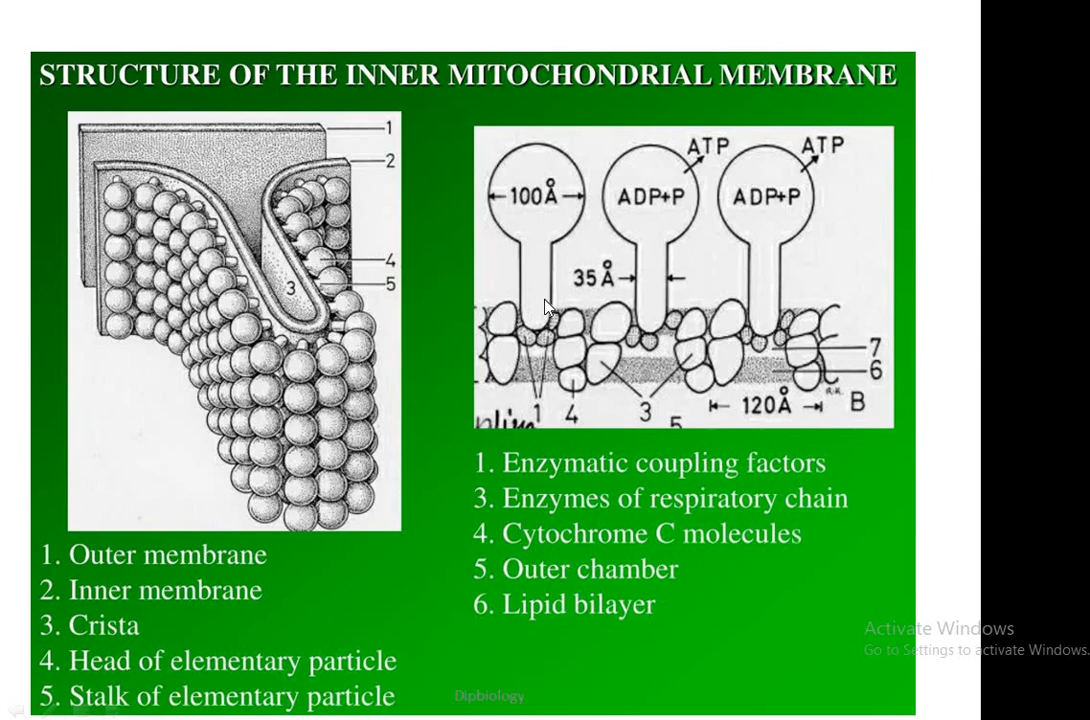 STRUCTURE OF THE INNER MITOCHONDRIAL MEMBRANE
1
2
4
5
3
ATP
ATP
100Å
ADP+P
ADP+P
35Å
7
6
1
4
3
5
120Å
B
1. Outer membrane
2. Inner membrane
3. Crista
4. Head of elementary particle
5. Stalk of elementary particle
1. Enzymatic coupling factors
3. Enzymes of respiratory chain
4. Cytochrome C molecules
5. Outer chamber
6. Lipid bilayer
Dipbiology
Activate Windows
Go to Settings to activate Windows.